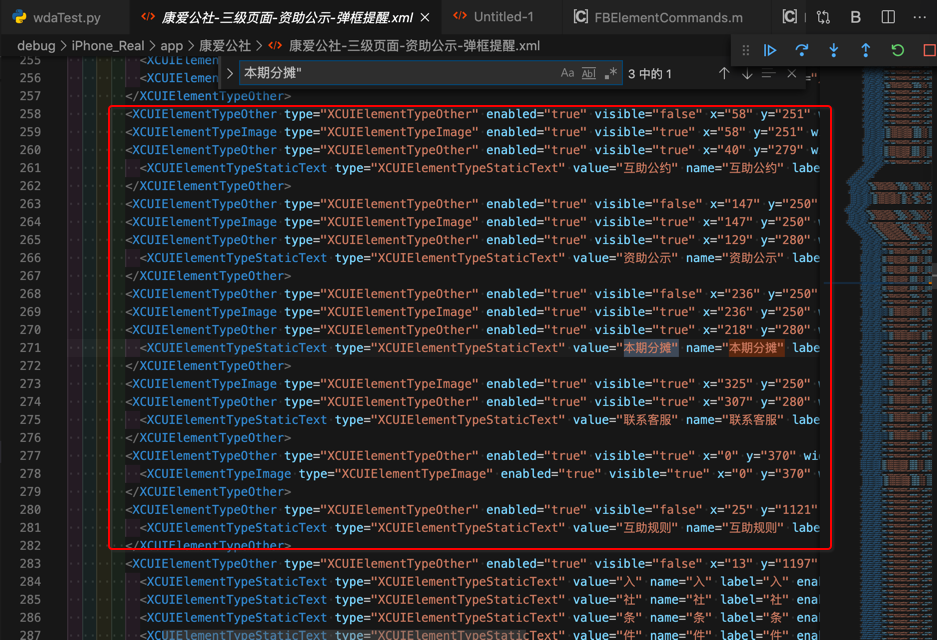 wdaTest.py
康爱公社-三级页面-资助公示-弹框提醒.xml
Untitled-1
FBElementCommands.m
debug > iPhone_Real > app > 康爱公社 > 康爱公社-三级页面-资助公示-弹框提醒.xml
本期分摊"
3 中的 1
255 <XCUIElemen
256 <XCUIElemen
257 </XCUIElementTypeOther>
258 <XCUIElementTypeOther type="XCUIElementTypeOther" enabled="true" visible="false" x="58" y="251" w
259 <XCUIElementTypeImage type="XCUIElementTypeImage" enabled="true" visible="true" x="58" y="251" wi
260 <XCUIElementTypeOther type="XCUIElementTypeOther" enabled="true" visible="true" x="40" y="279" wi
261 <XCUIElementTypeStaticText type="XCUIElementTypeStaticText" value="互助公约" name="互助公约" labe
262 </XCUIElementTypeOther>
263 <XCUIElementTypeOther type="XCUIElementTypeOther" enabled="true" visible="false" x="147" y="250"
264 <XCUIElementTypeImage type="XCUIElementTypeImage" enabled="true" visible="true" x="147" y="250" w
265 <XCUIElementTypeOther type="XCUIElementTypeOther" enabled="true" visible="true" x="129" y="280" w
266 <XCUIElementTypeStaticText type="XCUIElementTypeStaticText" value="资助公示" name="资助公示" labe
267 </XCUIElementTypeOther>
268 <XCUIElementTypeOther type="XCUIElementTypeOther" enabled="true" visible="false" x="236" y="250"
269 <XCUIElementTypeImage type="XCUIElementTypeImage" enabled="true" visible="true" x="236" y="250" w
270 <XCUIElementTypeOther type="XCUIElementTypeOther" enabled="true" visible="true" x="218" y="280" w
271 <XCUIElementTypeStaticText type="XCUIElementTypeStaticText" value="本期分摊" name="本期分摊" labe
272 </XCUIElementTypeOther>
273 <XCUIElementTypeImage type="XCUIElementTypeImage" enabled="true" visible="true" x="325" y="250" w
274 <XCUIElementTypeOther type="XCUIElementTypeOther" enabled="true" visible="true" x="307" y="280" w
275 <XCUIElementTypeStaticText type="XCUIElementTypeStaticText" value="联系客服" name="联系客服" labe
276 </XCUIElementTypeOther>
277 <XCUIElementTypeOther type="XCUIElementTypeOther" enabled="true" visible="true" x="0" y="370" wi
278 <XCUIElementTypeImage type="XCUIElementTypeImage" enabled="true" visible="true" x="0" y="370" w
279 </XCUIElementTypeOther>
280 <XCUIElementTypeOther type="XCUIElementTypeOther" enabled="true" visible="false" x="25" y="1121"
281 <XCUIElementTypeStaticText type="XCUIElementTypeStaticText" value="互助规则" name="互助规则" labe
282 </XCUIElementTypeOther>
283 <XCUIElementTypeOther type="XCUIElementTypeOther" enabled="true" visible="false" x="13" y="1197"
284 <XCUIElementTypeStaticText type="XCUIElementTypeStaticText" value="入" name="入" label="入" ena
285 <XCUIElementTypeStaticText type="XCUIElementTypeStaticText" value="社" name="社" label="社" ena
286 <XCUIElementTypeStaticText type="XCUIElementTypeStaticText" value="条" name="条" label="条" ena
287 <XCUIElementTypeStaticText type="XCUIElementTypeStaticText" value="件" name="件" label="件" ena